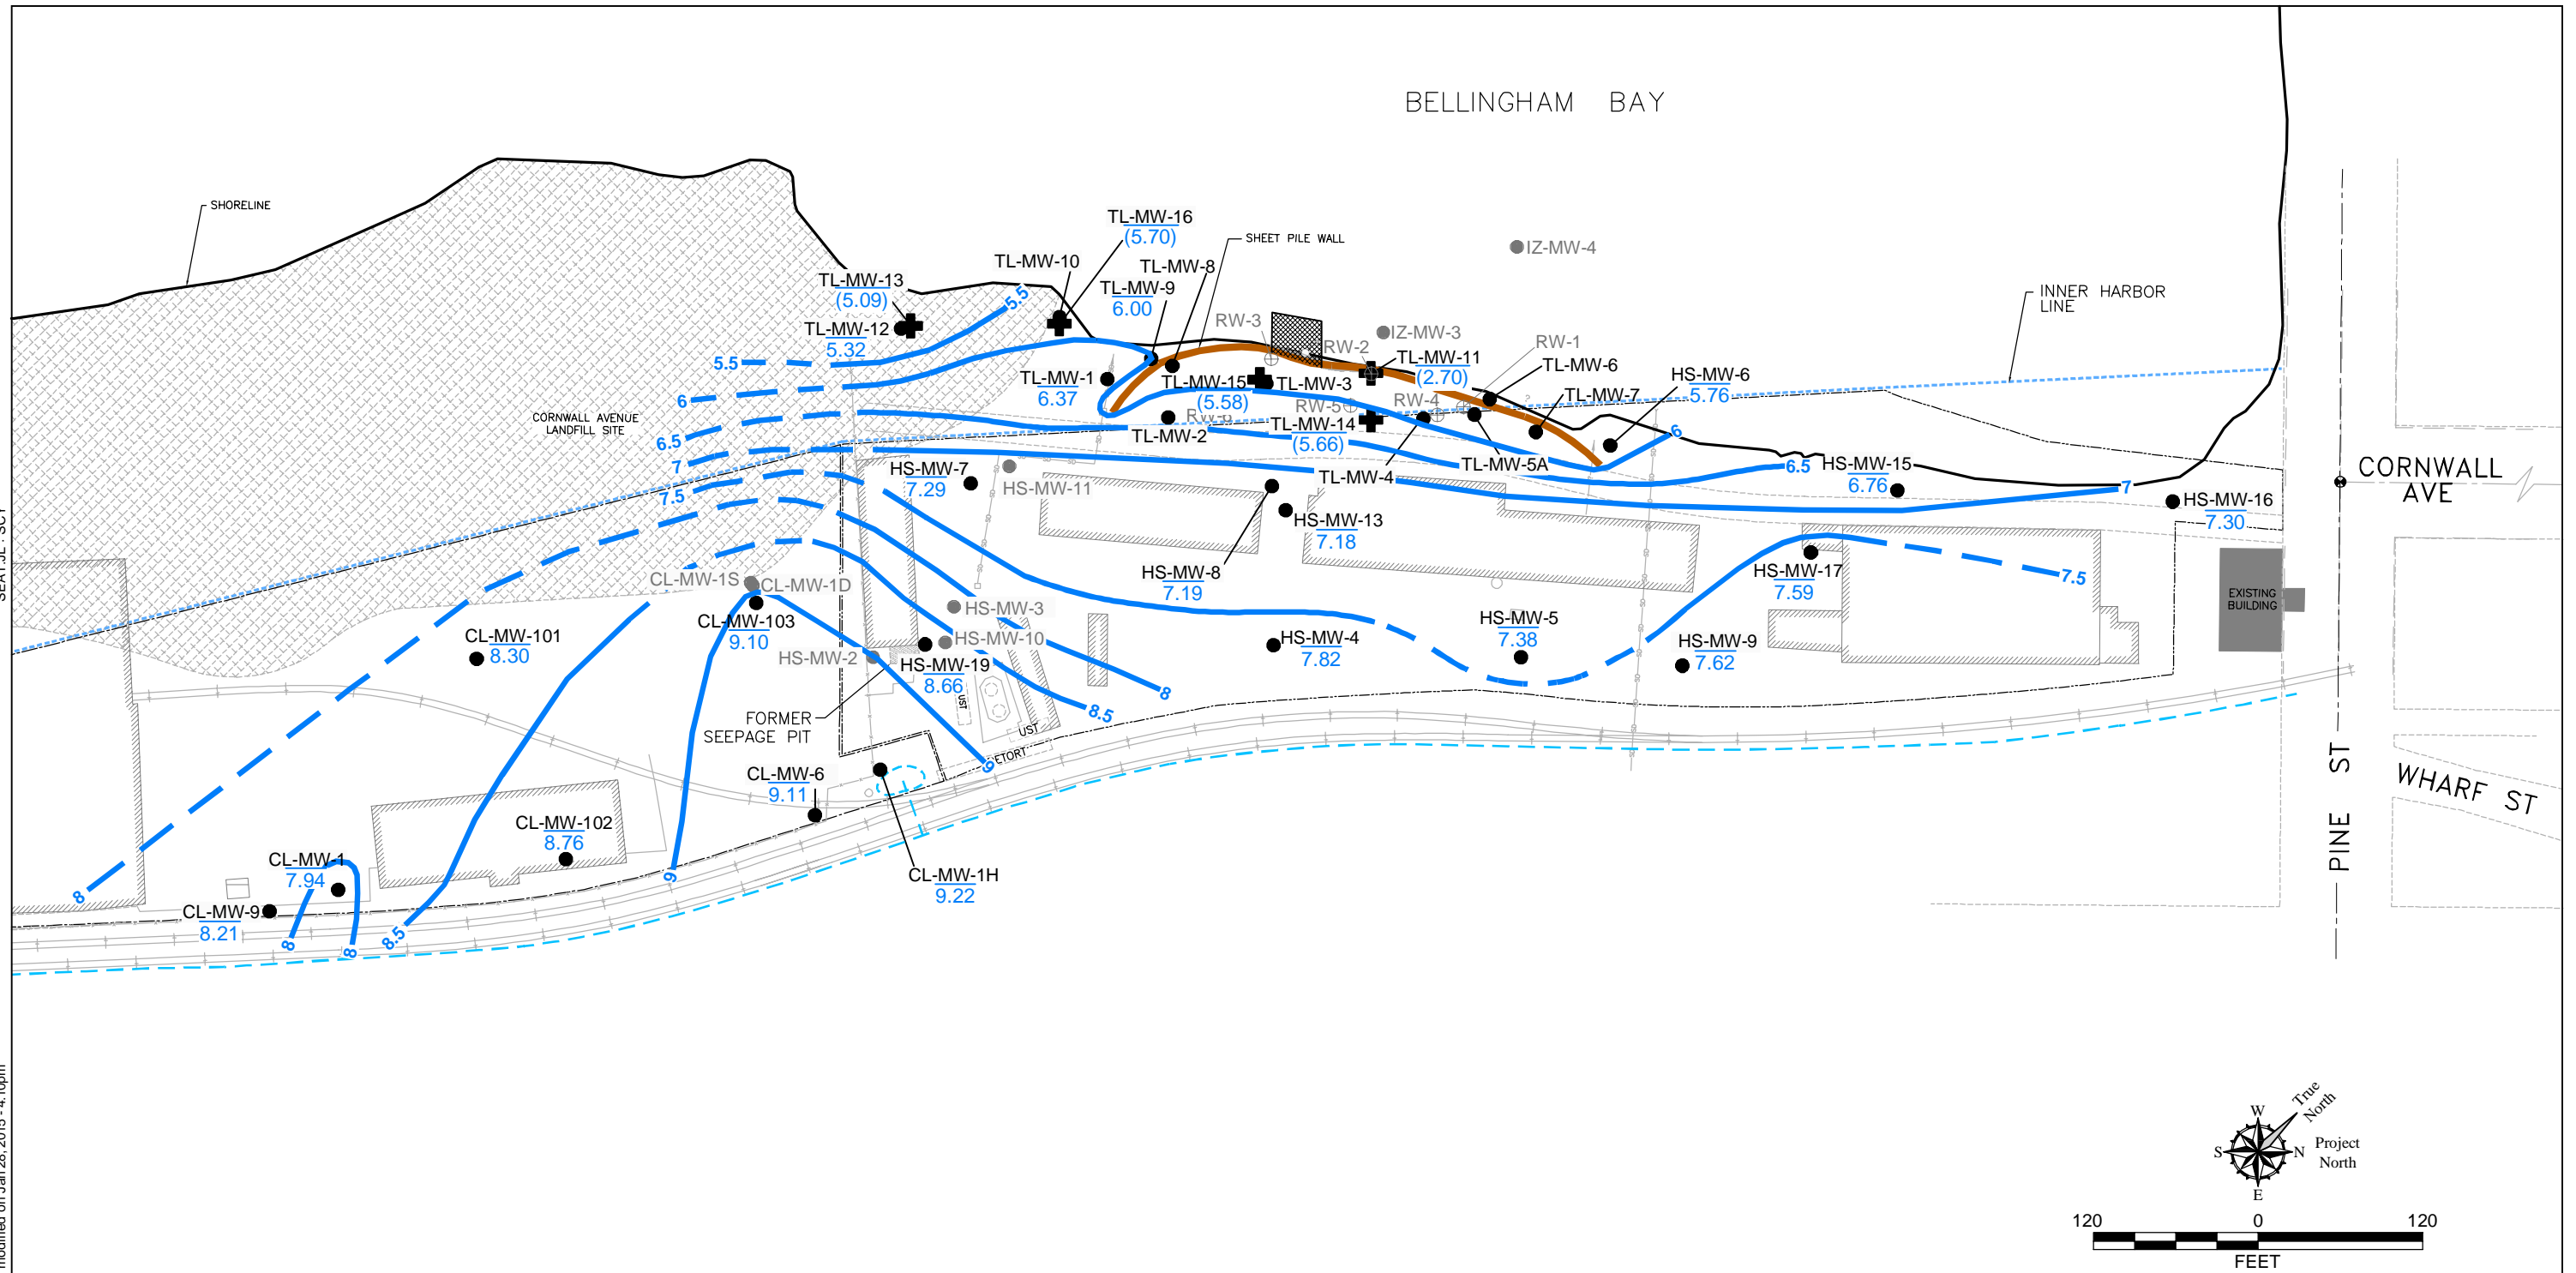 BELLINGHAM BAY
SHORELINE
TL-MW-16
(5.70)
SHEET PILE WALL
IZ-MW-4
TL-MW-10
TL-MW-8
TL-MW-13
(5.09)
TL-MW-9
6.00
5.5
INNER HARBOR
LINE
RW-3
IZ-MW-3
TL-MW-12
5.32
RW-2
RW-1
TL-MW-11
(2.70)
TL-MW-6
5.5
TL-MW-1
6.37
TL-MW-15
(5.58)
TL-MW-3
HS-MW-6
5.76
TL-MW-7
6
RW-5
RW-4
?
CORNWALL AVENUE
LANDFILL SITE
TL-MW-14
(5.66)
TL-MW-2
6
6.5
7
HS-MW-7
7.29
TL-MW-5A
6.5
HS-MW-15
6.76
CORNWALL
AVE
TL-MW-4
HS-MW-11
7.5
7
HS-MW-16
7.30
HS-MW-13
7.18
HS-MW-8
7.19
HS-MW-17
7.59
7.5
CL-MW-1S
CL-MW-1D
EXISTING
BUILDING
HS-MW-3
CL-MW-103
9.10
HS-MW-5
7.38
CL-MW-101
8.30
HS-MW-10
HS-MW-4
7.82
HS-MW-9
7.62
HS-MW-2
HS-MW-19
8.66
8
UST
8.5
FORMER
SEEPAGE PIT
UST
ETORT
9
PINE ST
WHARF ST
CL-MW-6
9.11
CL-MW-102
8.76
CL-MW-1
7.94
9
CL-MW-1H
9.22
8
CL-MW-9
8.21
8
8
8.5
W
S
N
E
True
North
Project
North
120 0 120
FEET